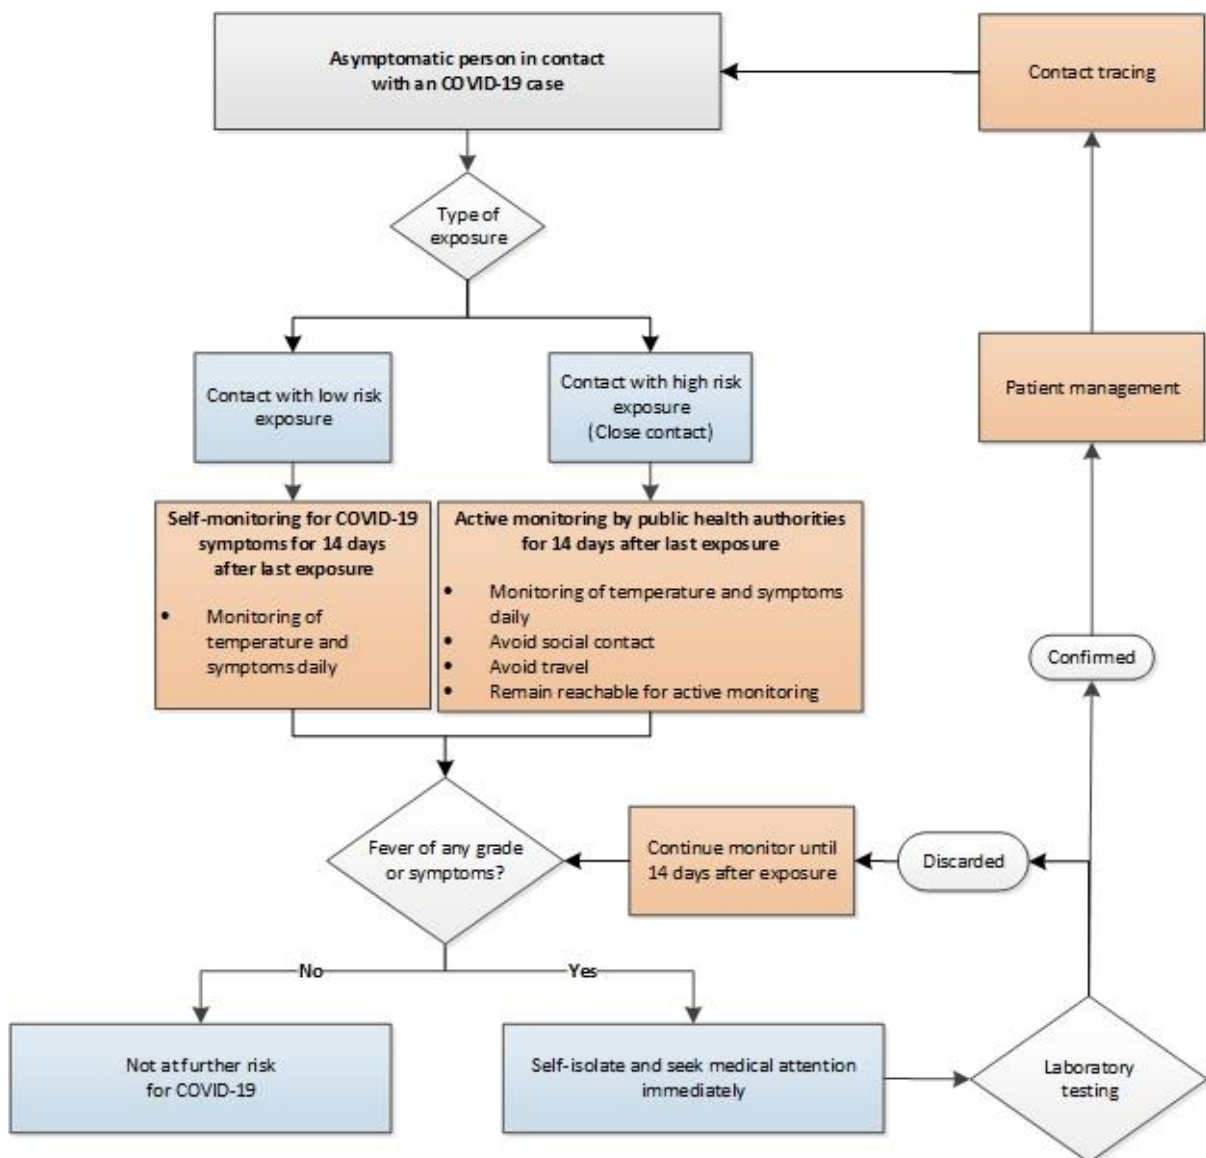 Asymptomatic person in contact
with an COVID-19 case
Contact tracing
Type of
exposure
Contact with low risk
exposure
Contact with high risk
exposure
(Close contact)
Patient management
Self-monitoring for COVID-19
symptoms for 14 days
after last exposure
• Monitoring of
temperature and
symptoms daily
Active monitoring by public health authorities
for 14 days after last exposure
• Monitoring of temperature and symptoms
daily
• Avoid social contact
• Avoid travel
• Remain reachable for active monitoring
Confirmed
Fever of any grade
or symptoms?
Continue monitor until
14 days after exposure
Discarded
No
Yes
Not at further risk
for COVID-19
Self-isolate and seek medical attention
immediately
Laboratory
testing